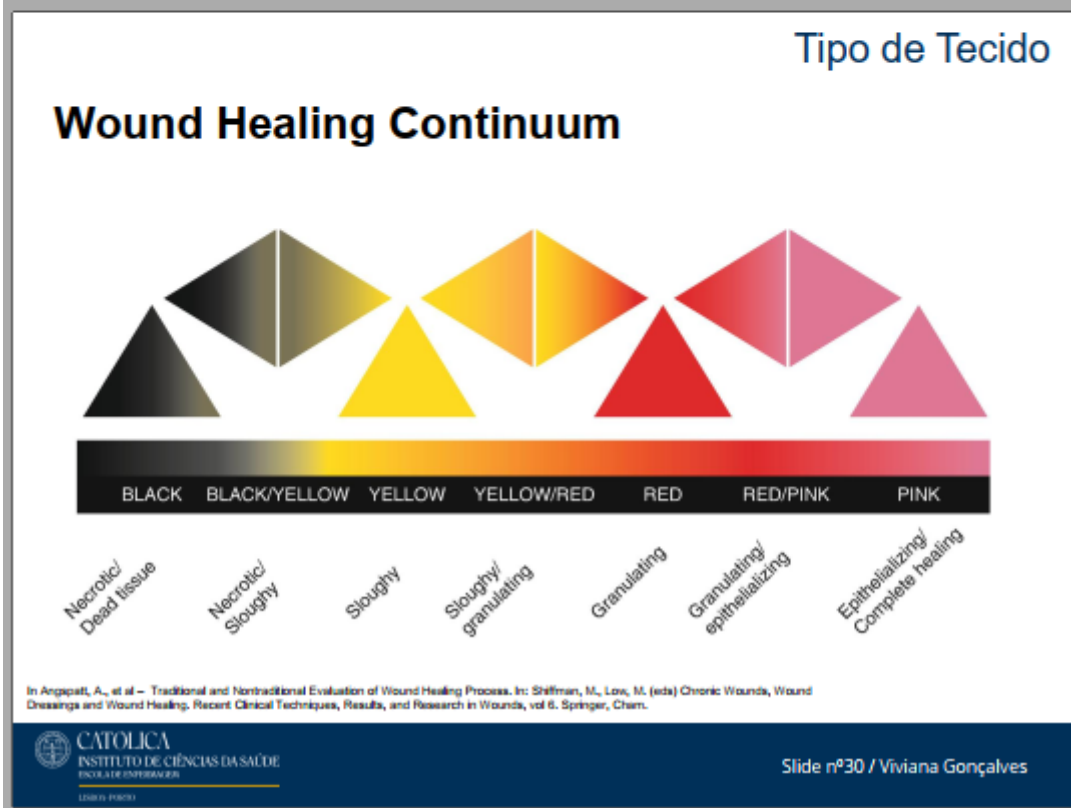 Tipo de Tecido
Wound Healing Continuum
BLACK BLACK/YELLOW YELLOW YELLOW/RED RED RED/PINK PINK
Necrotic/
Dead tissue
Necrotic/
Sloughy
Sloughy
Sloughy/
granulating
Granulating
Granulating/
epithelializing
Epithelializing/
Complete healing
In Angspatt, A., et al – Traditional and Nontraditional Evaluation of Wound Healing Process. In: Shiffman, M., Low, M. (eds) Chronic Wounds, Wound
Dressings and Wound Healing. Recent Clinical Techniques, Results, and Research in Wounds, vol 6. Springer, Cham.
CATOLICA
INSTITUTO DE CIÊNCIAS DA SAÚDE
ESCOLA DE ENFERMAGEM
LISBOA·PORTO
Slide nº30 / Viviana Gonçalves